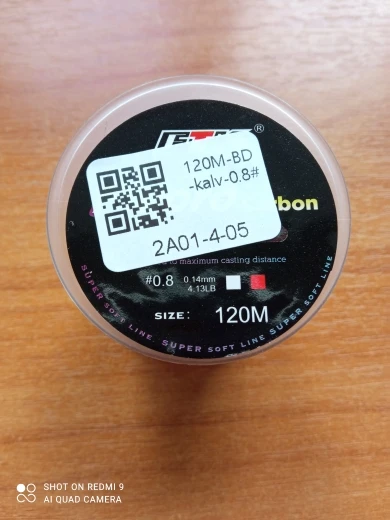 ®
120M-BD
-kalv-0.8#
rbon
2A01-4-05
to maximum casting distance
#0.8 0.14mm
4.13LB
SIZE: 120M
SUPER SOFT LINE SUPER SOFT LINE SUPER SOFT LINE
SHOT ON REDMI 9
AI QUAD CAMERA